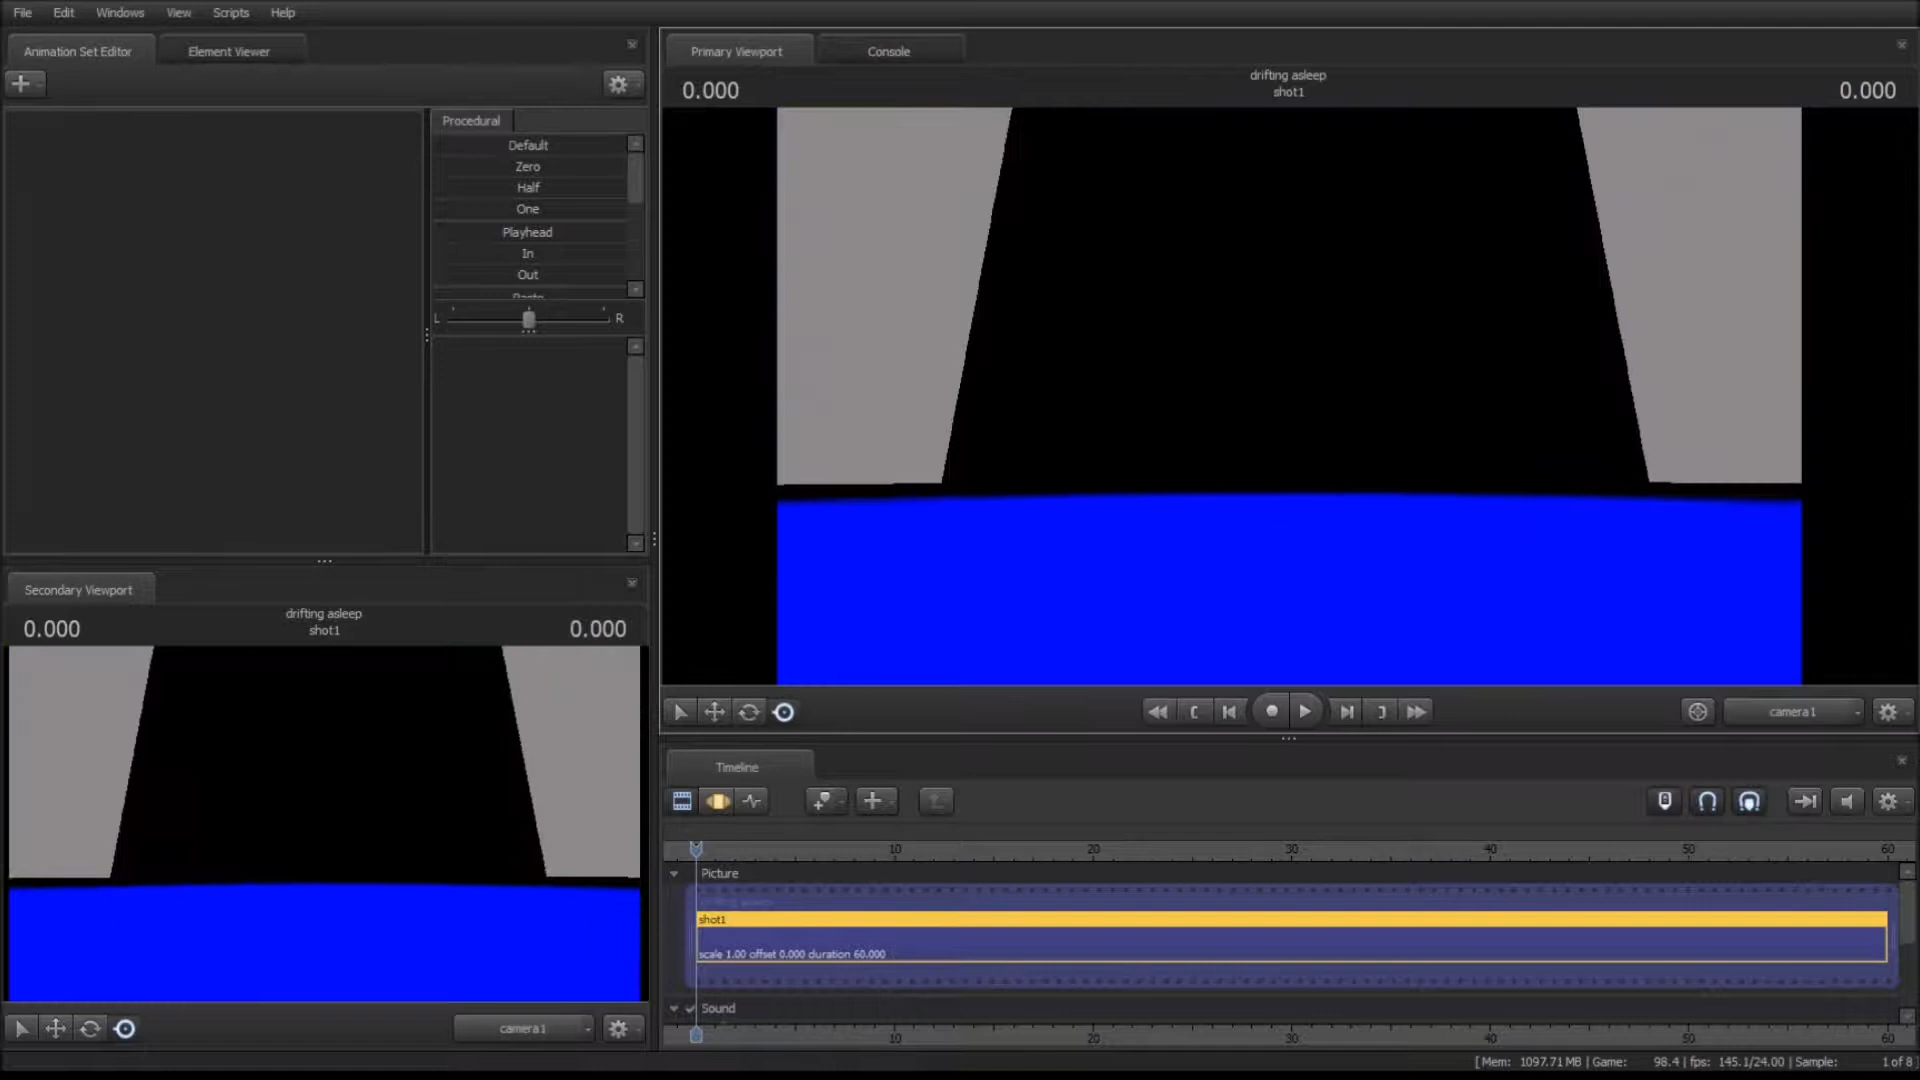 File Edit Windows View Scripts Help
Animation Set Editor Element Viewer
Procedural
Default
Zero
Half
One
Playhead
In
Out
Paste
L R
Secondary Viewport
drifting asleep
0.000 shot1 0.000
camera1
Primary Viewport Console
drifting asleep
0.000 shot1 0.000
camera1
Timeline
10 20 30 40 50 60
Picture
shot1
scale 1.00 offset 0.000 duration 60.000
Sound
10 20 30 40 50 60
[ Mem: 1097.71 MB | Game: 98.4 | fps: 145.1/24.00 | Sample: 1 of 8